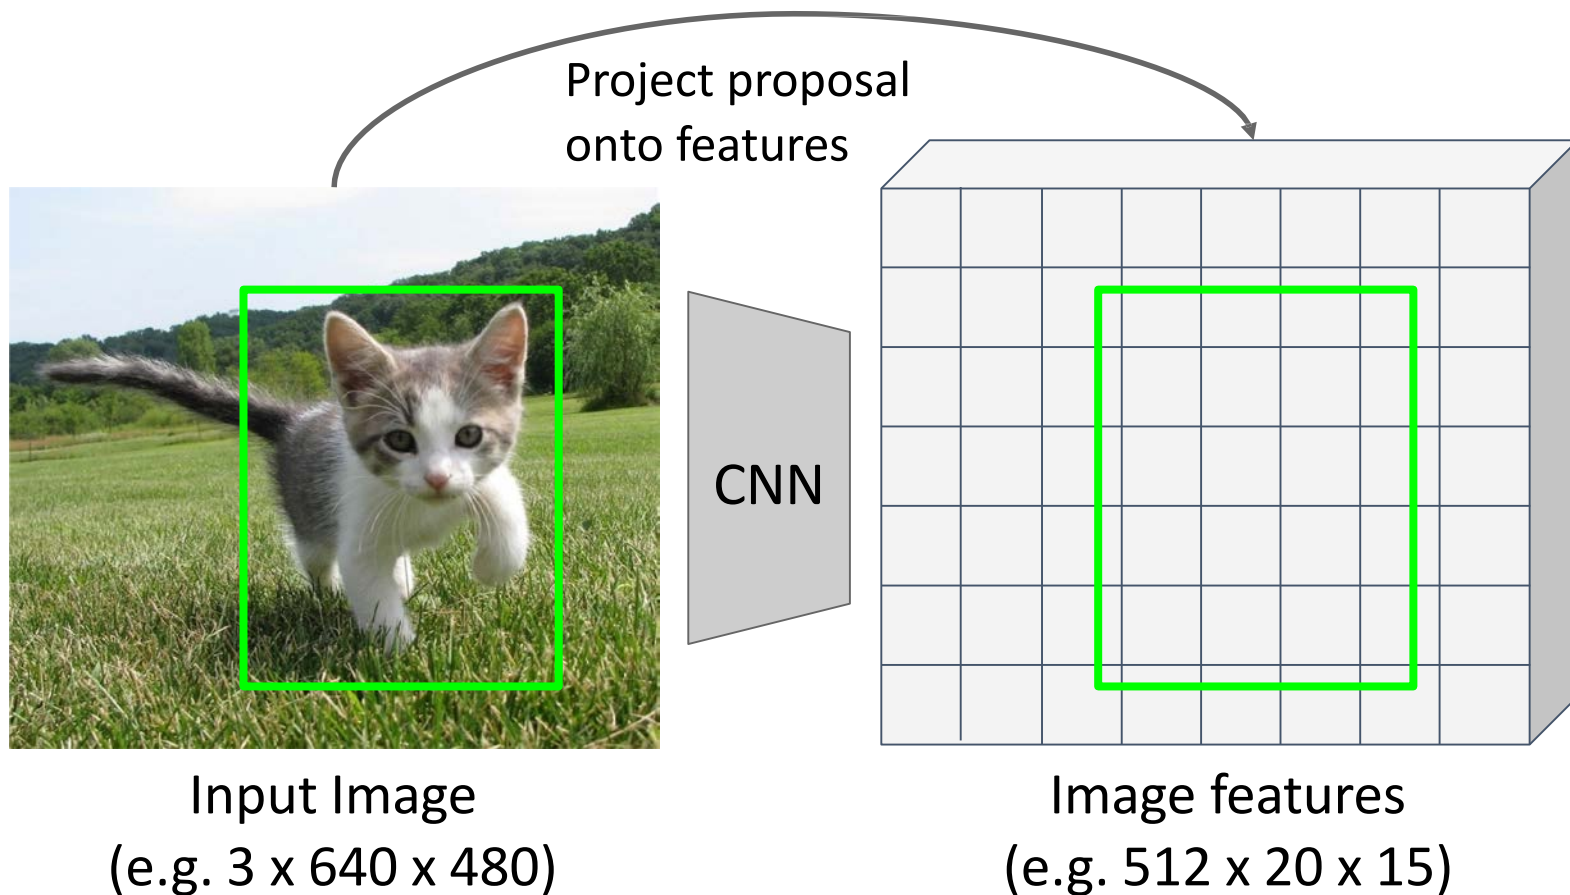 Project proposal
onto features
CNN
Input Image
(e.g. 3 x 640 x 480)
Image features
(e.g. 512 x 20 x 15)